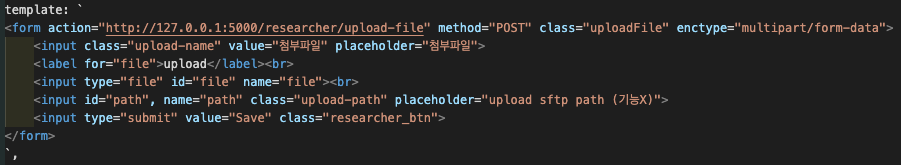 template: `
<form action="http://127.0.0.1:5000/researcher/upload-file" method="POST" class="uploadFile" enctype="multipart/form-data">
    <input class="upload-name" value="첨부파일" placeholder="첨부파일">
    <label for="file">upload</label><br>
    <input type="file" id="file" name="file"><br>
    <input id="path", name="path" class="upload-path" placeholder="upload sftp path (기능X)">
    <input type="submit" value="Save" class="researcher_btn">
</form>
`,